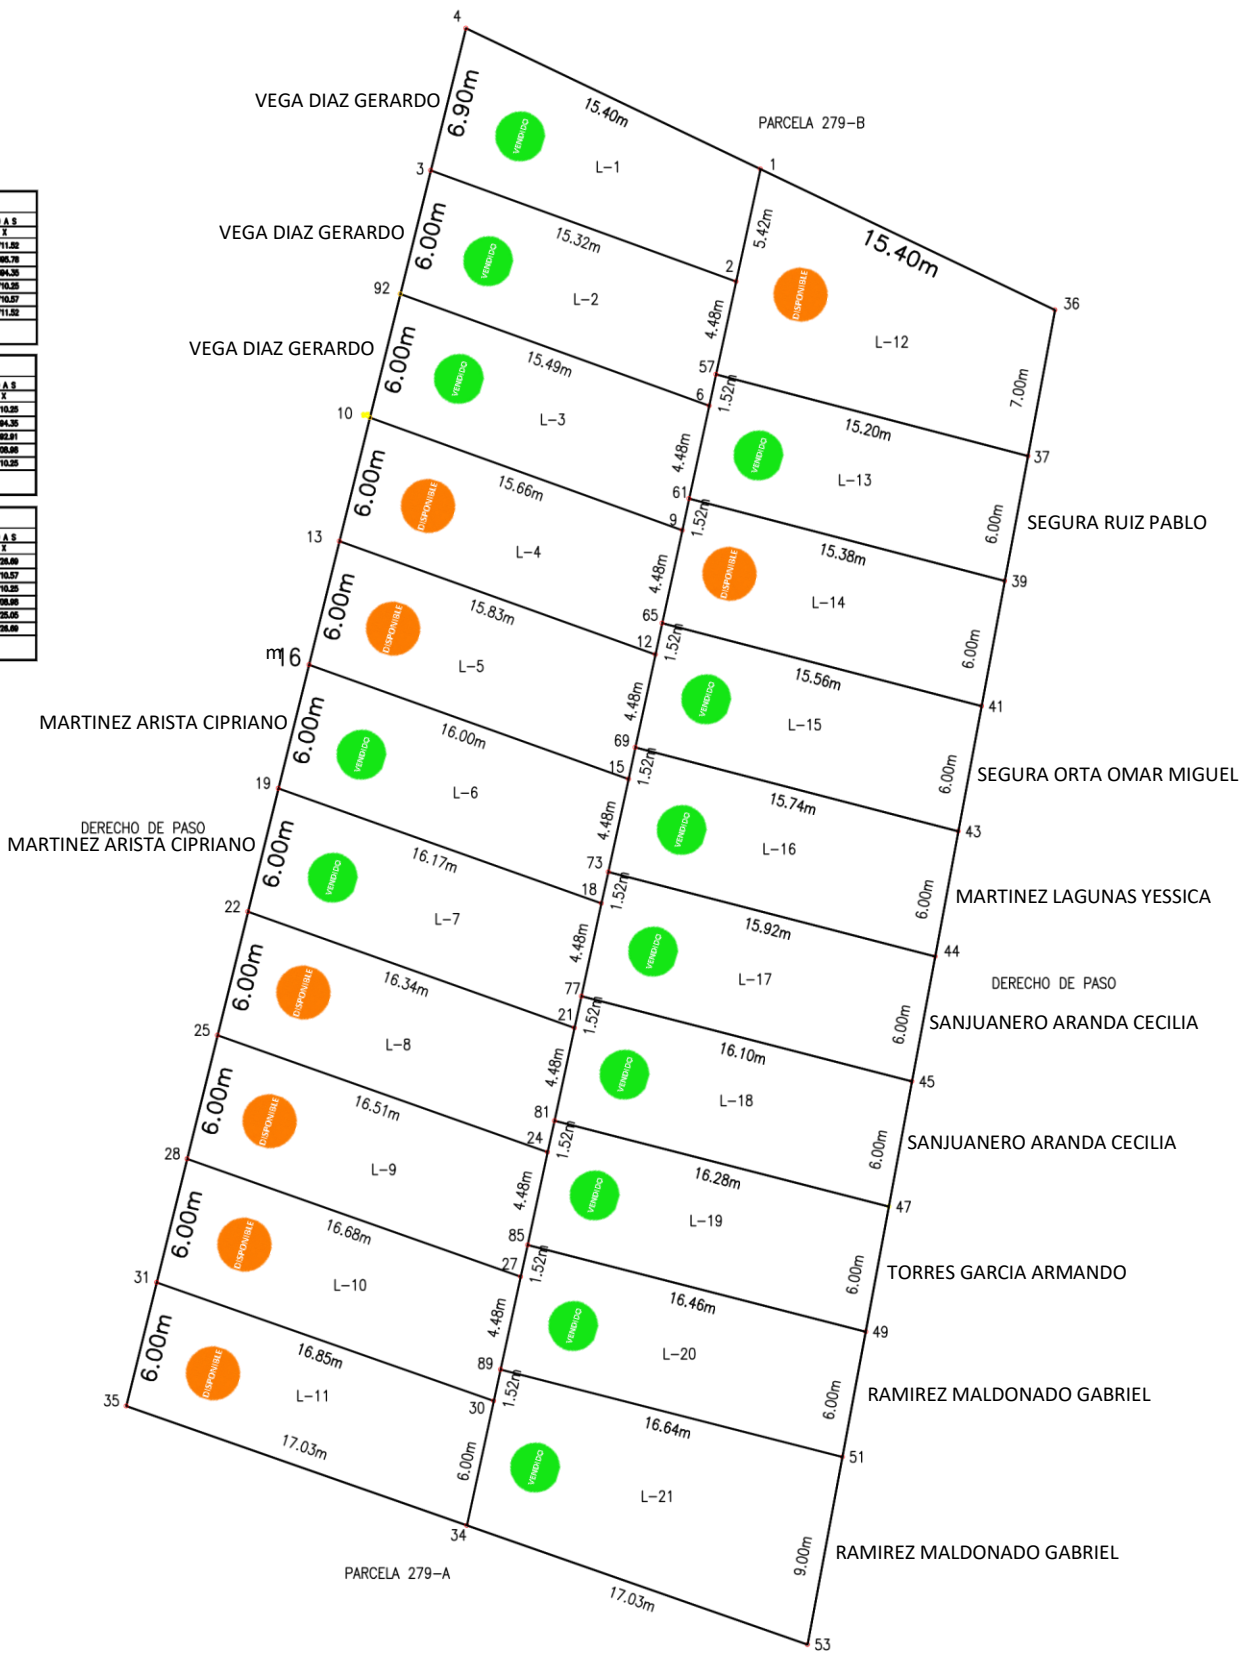 4
VEGA DIAZ GERARDO
6.90m
VENDIDO
15.40m
L-1
PARCELA 279-B
3
1
VEGA DIAZ GERARDO
6.00m
VENDIDO
15.32m
L-2
5.42m
2
15.40m
DISPONIBLE
L-12
36
92
4.48m
VEGA DIAZ GERARDO
6.00m
VENDIDO
15.49m
L-3
57
6
1.52m
7.00m
10
15.20m
VENDIDO
L-13
37
4.48m
6.00m
DISPONIBLE
15.66m
L-4
61
9
1.52m
6.00m
SEGURA RUIZ PABLO
13
15.38m
DISPONIBLE
L-14
39
4.48m
6.00m
DISPONIBLE
15.83m
L-5
65
12
1.52m
6.00m
m16
15.56m
VENDIDO
L-15
41
4.48m
MARTINEZ ARISTA CIPRIANO
6.00m
VENDIDO
16.00m
L-6
69
15
1.52m
6.00m
SEGURA ORTA OMAR MIGUEL
19
15.74m
VENDIDO
L-16
43
4.48m
DERECHO DE PASO
MARTINEZ ARISTA CIPRIANO
6.00m
VENDIDO
16.17m
L-7
73
18
1.52m
6.00m
MARTINEZ LAGUNAS YESSICA
22
15.92m
VENDIDO
L-17
44
4.48m
DERECHO DE PASO
6.00m
DISPONIBLE
16.34m
L-8
77
21
1.52m
6.00m
SANJUANERO ARANDA CECILIA
25
16.10m
VENDIDO
L-18
45
4.48m
6.00m
DISPONIBLE
16.51m
L-9
81
24
1.52m
6.00m
SANJUANERO ARANDA CECILIA
28
16.28m
VENDIDO
L-19
47
4.48m
6.00m
DISPONIBLE
16.68m
L-10
85
27
1.52m
6.00m
TORRES GARCIA ARMANDO
31
16.46m
VENDIDO
L-20
49
4.48m
6.00m
DISPONIBLE
16.85m
L-11
89
30
1.52m
6.00m
RAMIREZ MALDONADO GABRIEL
35
16.64m
VENDIDO
L-21
51
17.03m
6.00m
34
9.00m
RAMIREZ MALDONADO GABRIEL
PARCELA 279-A
17.03m
53